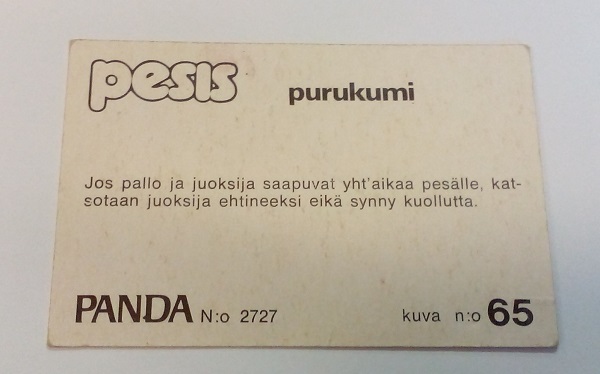 pesis purukumi
Jos pallo ja juoksija saapuvat yht'aikaa pesälle, kat-
sotaan juoksija ehtineeksi eikä synny kuollutta.
PANDA N:o 2727 kuva n:o 65